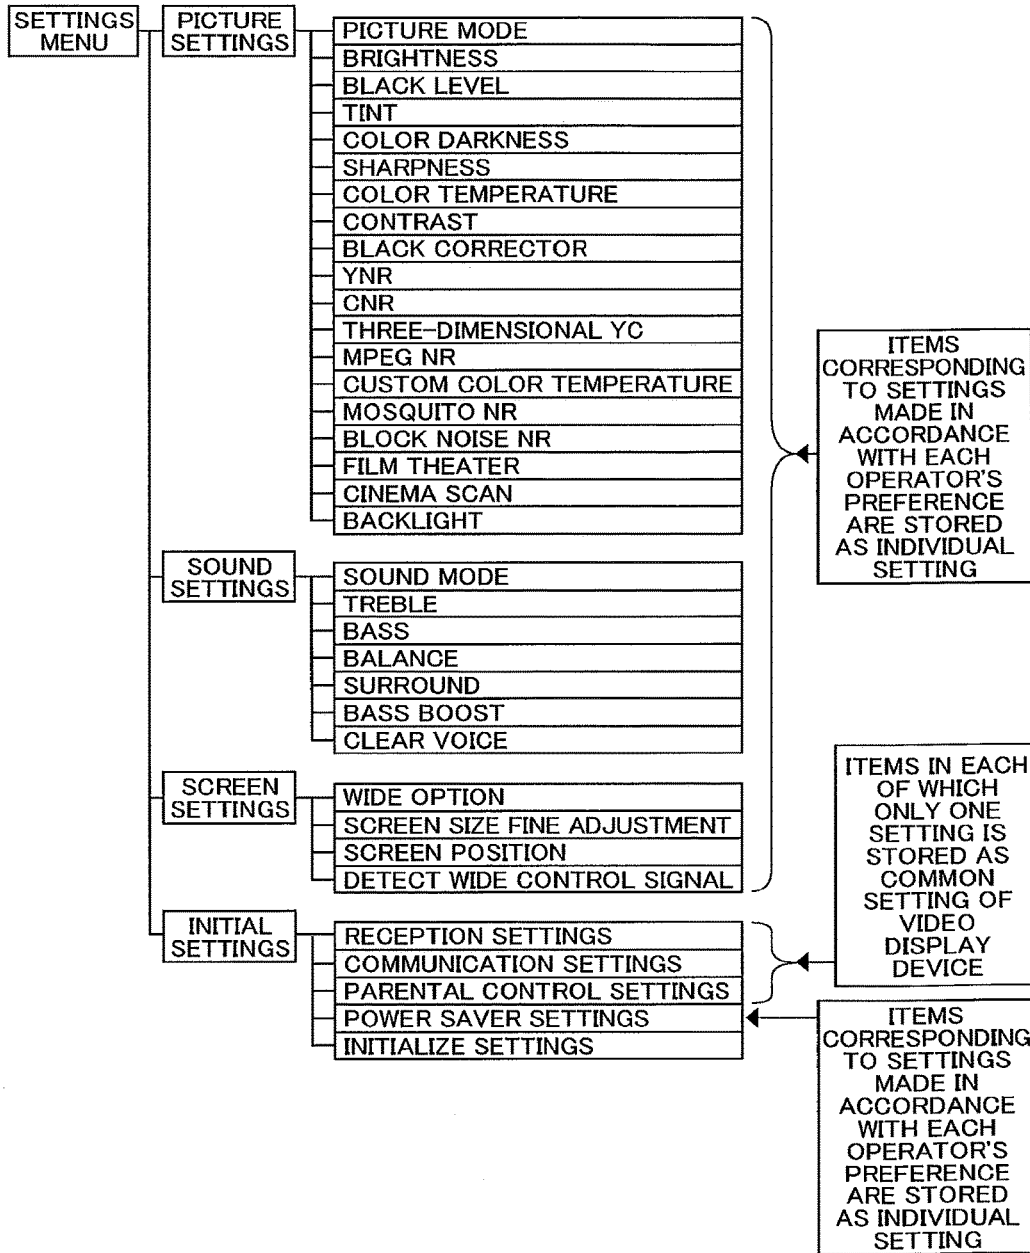 SETTINGS
MENU
PICTURE
SETTINGS
PICTURE MODE
BRIGHTNESS
BLACK LEVEL
TINT
COLOR DARKNESS
SHARPNESS
COLOR TEMPERATURE
CONTRAST
BLACK CORRECTOR
YNR
CNR
THREE-DIMENSIONAL YC
MPEG NR
CUSTOM COLOR TEMPERATURE
MOSQUITO NR
BLOCK NOISE NR
FILM THEATER
CINEMA SCAN
BACKLIGHT
SOUND
SETTINGS
SOUND MODE
TREBLE
BASS
BALANCE
SURROUND
BASS BOOST
CLEAR VOICE
SCREEN
SETTINGS
WIDE OPTION
SCREEN SIZE FINE ADJUSTMENT
SCREEN POSITION
DETECT WIDE CONTROL SIGNAL
ITEMS
CORRESPONDING
TO SETTINGS
MADE IN
ACCORDANCE
WITH EACH
OPERATOR'S
PREFERENCE
ARE STORED
AS INDIVIDUAL
SETTING
INITIAL
SETTINGS
RECEPTION SETTINGS
COMMUNICATION SETTINGS
PARENTAL CONTROL SETTINGS
POWER SAVER SETTINGS
INITIALIZE SETTINGS
ITEMS IN EACH
OF WHICH
ONLY ONE
SETTING IS
STORED AS
COMMON
SETTING OF
VIDEO
DISPLAY
DEVICE
ITEMS
CORRESPONDING
TO SETTINGS
MADE IN
ACCORDANCE
WITH EACH
OPERATOR'S
PREFERENCE
ARE STORED
AS INDIVIDUAL
SETTING